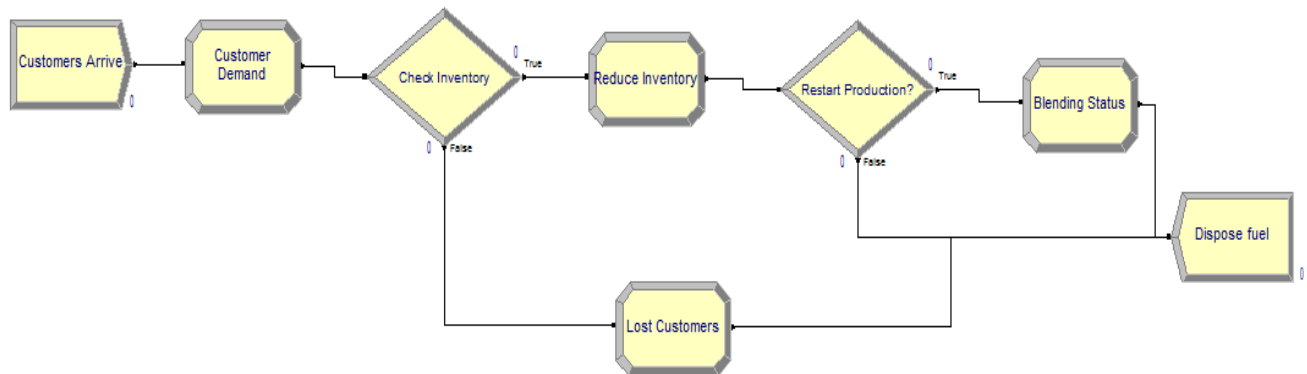 Customers Arrive
0
Customer
Demand
Check Inventory
0
True
0
False
Reduce Inventory
Restart Production?
0
True
0
False
Blending Status
Dispose fuel
0
Lost Customers